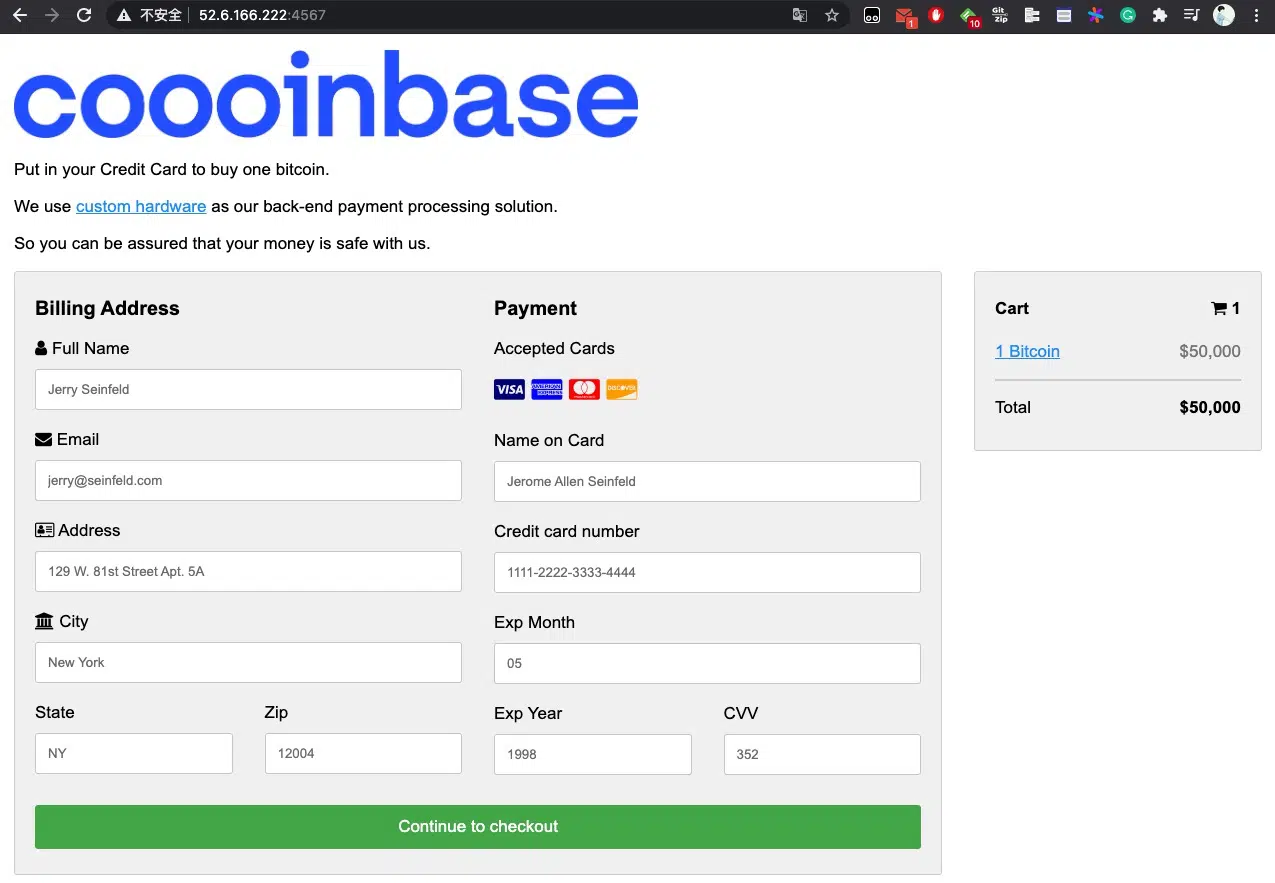 不安全 52.6.166.222:4567
1 Git Zip 10
coooinbase
Put in your Credit Card to buy one bitcoin.
We use custom hardware as our back-end payment processing solution.
So you can be assured that your money is safe with us.
Billing Address
Full Name
Jerry Seinfeld
Email
jerry@seinfeld.com
Address
129 W. 81st Street Apt. 5A
City
New York
State Zip
NY 12004
Payment
Accepted Cards
VISA AMERICAN EXPRESS DISCOVER
Name on Card
Jerome Allen Seinfeld
Credit card number
1111-2222-3333-4444
Exp Month
05
Exp Year CVV
1998 352
Continue to checkout
Cart 1
1 Bitcoin $50,000
Total $50,000